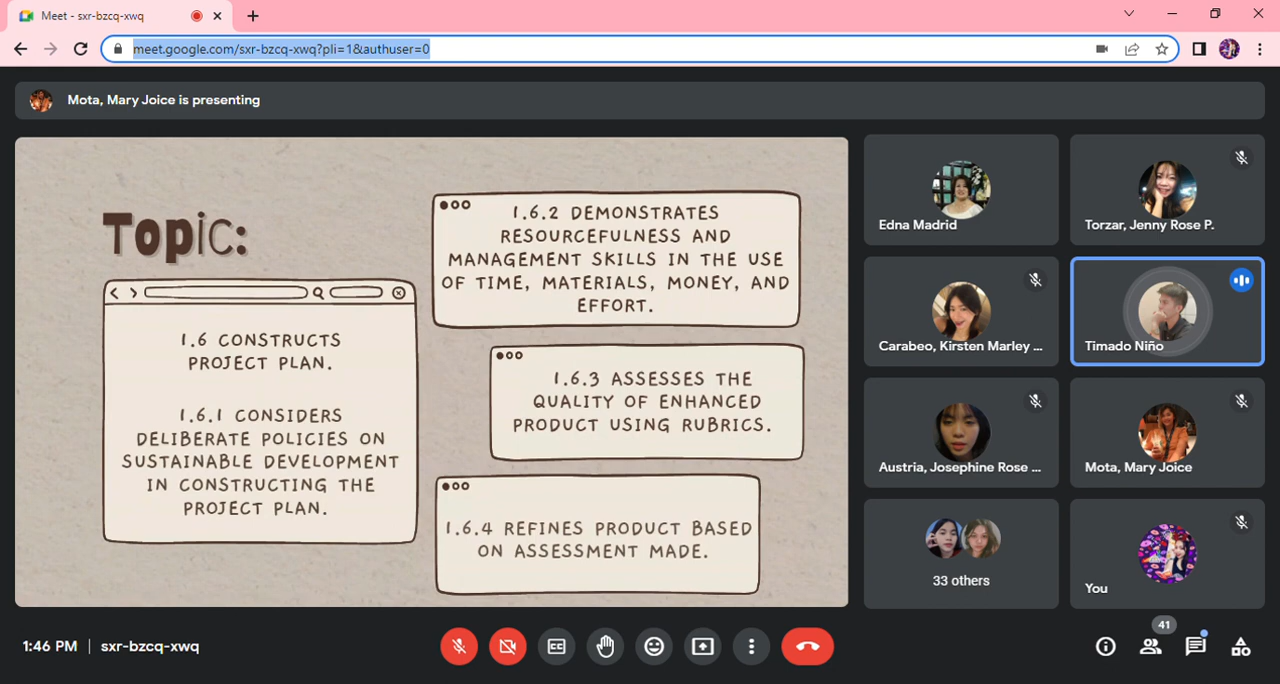 Meet - sxr-bzcq-xwq
meet.google.com/sxr-bzcq-xwq?pli=1&authuser=0
Mota, Mary Joice is presenting
Topic:
1.6 CONSTRUCTS
PROJECT PLAN.
1.6.1 CONSIDERS
DELIBERATE POLICIES ON
SUSTAINABLE DEVELOPMENT
IN CONSTRUCTING THE
PROJECT PLAN.
1.6.2 DEMONSTRATES
RESOURCEFULNESS AND
MANAGEMENT SKILLS IN THE USE
OF TIME, MATERIALS, MONEY, AND
EFFORT.
1.6.3 ASSESSES THE
QUALITY OF ENHANCED
PRODUCT USING RUBRICS.
1.6.4 REFINES PRODUCT BASED
ON ASSESSMENT MADE.
Edna Madrid
Torzar, Jenny Rose P.
Carabeo, Kirsten Marley ...
Timado Niño
Austria, Josephine Rose ...
Mota, Mary Joice
33 others
You
1:46 PM | sxr-bzcq-xwq
CC
41